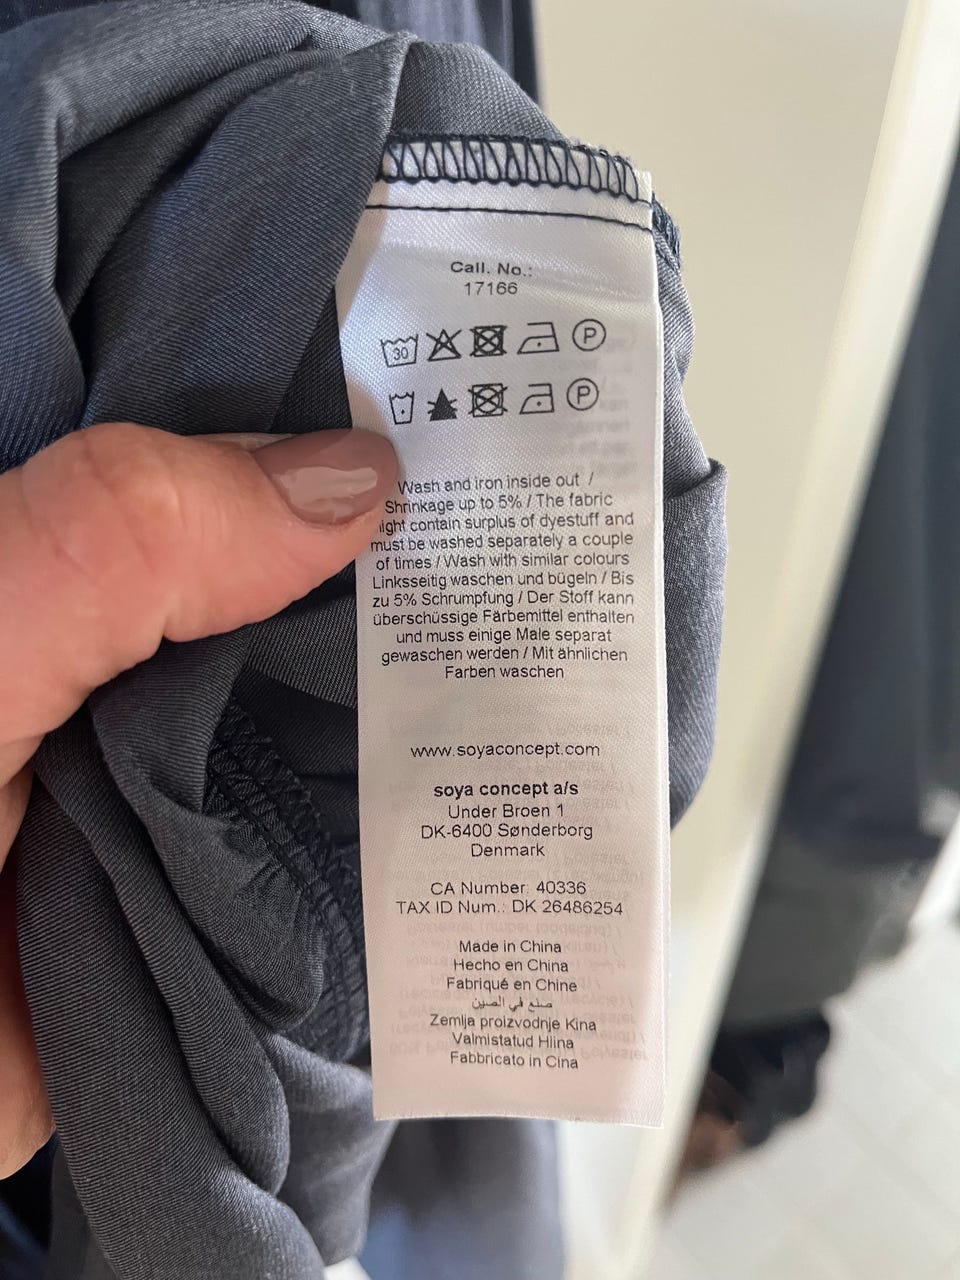 Call. No.:
17166
30 P
P
Wash and iron inside out /
Shrinkage up to 5% / The fabric
ight contain surplus of dyestuff and
must be washed separately a couple
of times / Wash with similar colours
Linksseitig waschen und bügeln / Bis
zu 5% Schrumpfung / Der Stoff kann
überschüssige Färbemittel enthalten
und muss einige Male separat
gewaschen werden / Mit ähnlichen
Farben waschen
www.soyaconcept.com
soya concept a/s
Under Broen 1
DK-6400 Sønderborg
Denmark
CA Number: 40336
TAX ID Num.: DK 26486254
Made in China
Hecho en China
Fabriqué en Chine
صنع في الصين
Zemlja proizvodnje Kina
Valmistatud Hiina
Fabbricato in Cina